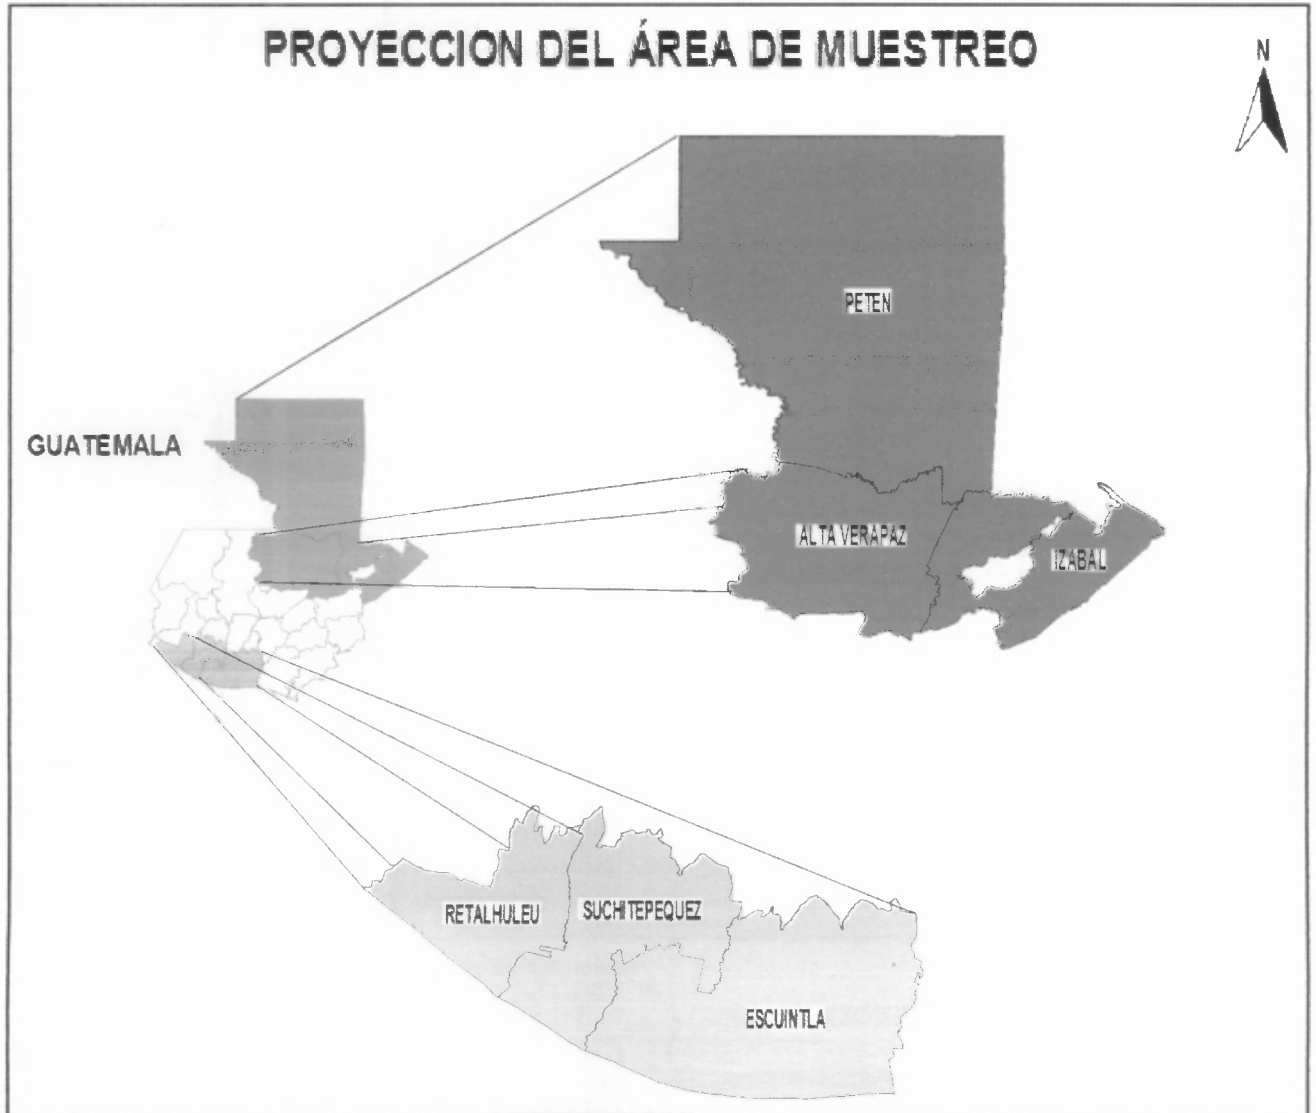 PROYECCION DEL ÁREA DE MUESTREO
N
PETEN
GUATEMALA
ALTA VERAPAZ
IZABAL
RETALHULEU
SUCHITEPEQUEZ
ESCUINTLA